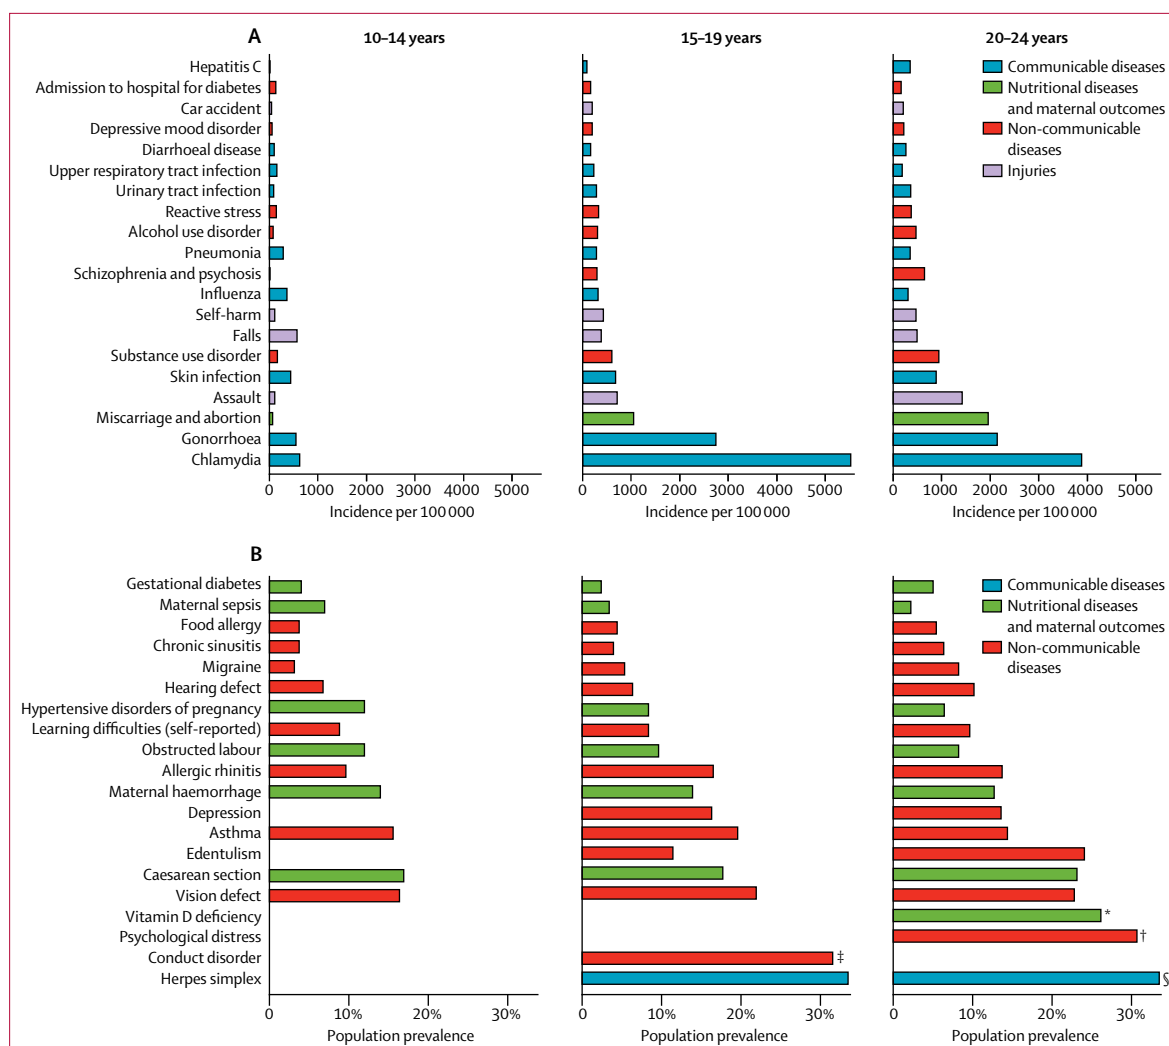 A
10–14 years
15–19 years
20–24 years
Hepatitis C
Admission to hospital for diabetes
Car accident
Depressive mood disorder
Diarrhoeal disease
Upper respiratory tract infection
Urinary tract infection
Reactive stress
Alcohol use disorder
Pneumonia
Schizophrenia and psychosis
Influenza
Self-harm
Falls
Substance use disorder
Skin infection
Assault
Miscarriage and abortion
Gonorrhoea
Chlamydia
Communicable diseases
Nutritional diseases
and maternal outcomes
Non-communicable
diseases
Injuries
0 1000 2000 3000 4000 5000
Incidence per 100 000
0 1000 2000 3000 4000 5000
Incidence per 100 000
0 1000 2000 3000 4000 5000
Incidence per 100 000
B
Gestational diabetes
Maternal sepsis
Food allergy
Chronic sinusitis
Migraine
Hearing defect
Hypertensive disorders of pregnancy
Learning difficulties (self-reported)
Obstructed labour
Allergic rhinitis
Maternal haemorrhage
Depression
Asthma
Edentulism
Caesarean section
Vision defect
Vitamin D deficiency
Psychological distress
Conduct disorder
Herpes simplex
Communicable diseases
Nutritional diseases
and maternal outcomes
Non-communicable
diseases
*
†
‡
§
0 10% 20% 30%
Population prevalence
0 10% 20% 30%
Population prevalence
0 10% 20% 30%
Population prevalence